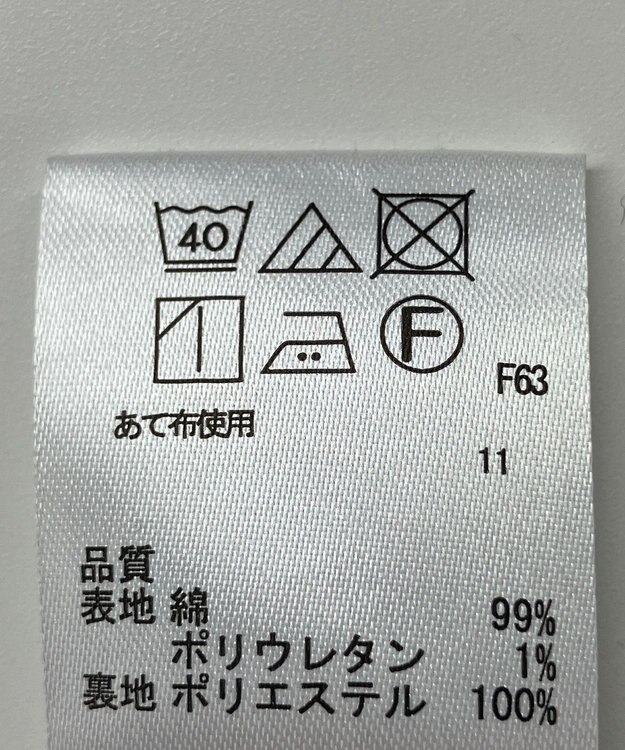 40
F
F63
あて布使用
11
品質
表地 綿 99%
ポリウレタン 1%
裏地 ポリエステル 100%